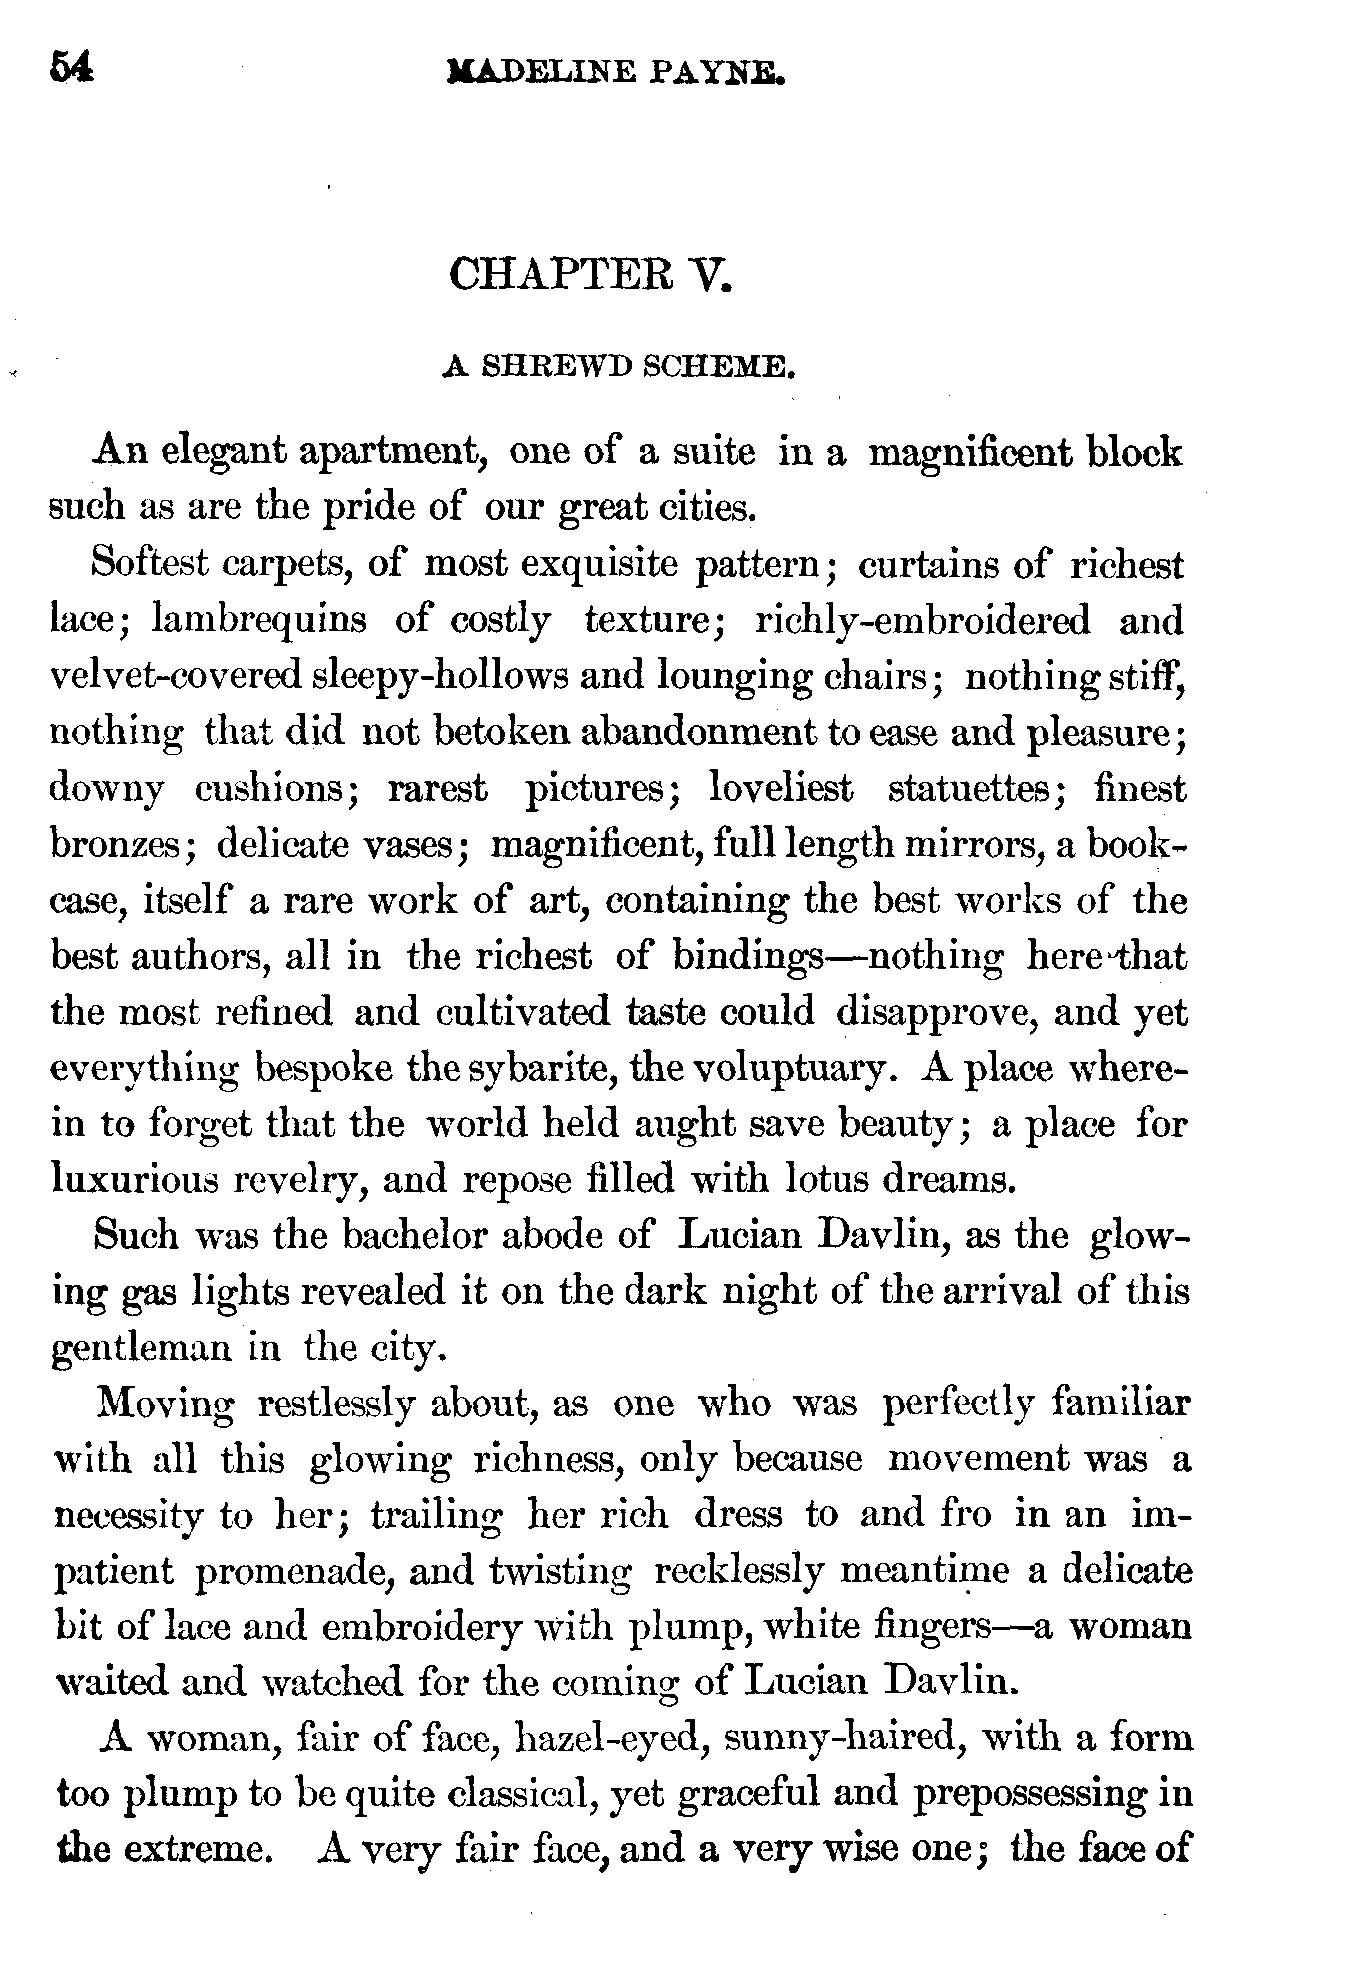 54 MADELINE PAYNE.
CHAPTER V.
A SHREWD SCHEME.
An elegant apartment, one of a suite in a magnificent block
such as are the pride of our great cities.
Softest carpets, of most exquisite pattern; curtains of richest
lace; lambrequins of costly texture; richly-embroidered and
velvet-covered sleepy-hollows and lounging chairs; nothing stiff,
nothing that did not betoken abandonment to ease and pleasure;
downy cushions; rarest pictures; loveliest statuettes; finest
bronzes; delicate vases; magnificent, full length mirrors, a book-
case, itself a rare work of art, containing the best works of the
best authors, all in the richest of bindings—nothing here that
the most refined and cultivated taste could disapprove, and yet
everything bespoke the sybarite, the voluptuary. A place where-
in to forget that the world held aught save beauty; a place for
luxurious revelry, and repose filled with lotus dreams.
Such was the bachelor abode of Lucian Davlin, as the glow-
ing gas lights revealed it on the dark night of the arrival of this
gentleman in the city.
Moving restlessly about, as one who was perfectly familiar
with all this glowing richness, only because movement was a
necessity to her; trailing her rich dress to and fro in an im-
patient promenade, and twisting recklessly meantime a delicate
bit of lace and embroidery with plump, white fingers—a woman
waited and watched for the coming of Lucian Davlin.
A woman, fair of face, hazel-eyed, sunny-haired, with a form
too plump to be quite classical, yet graceful and prepossessing in
the extreme. A very fair face, and a very wise one; the face of